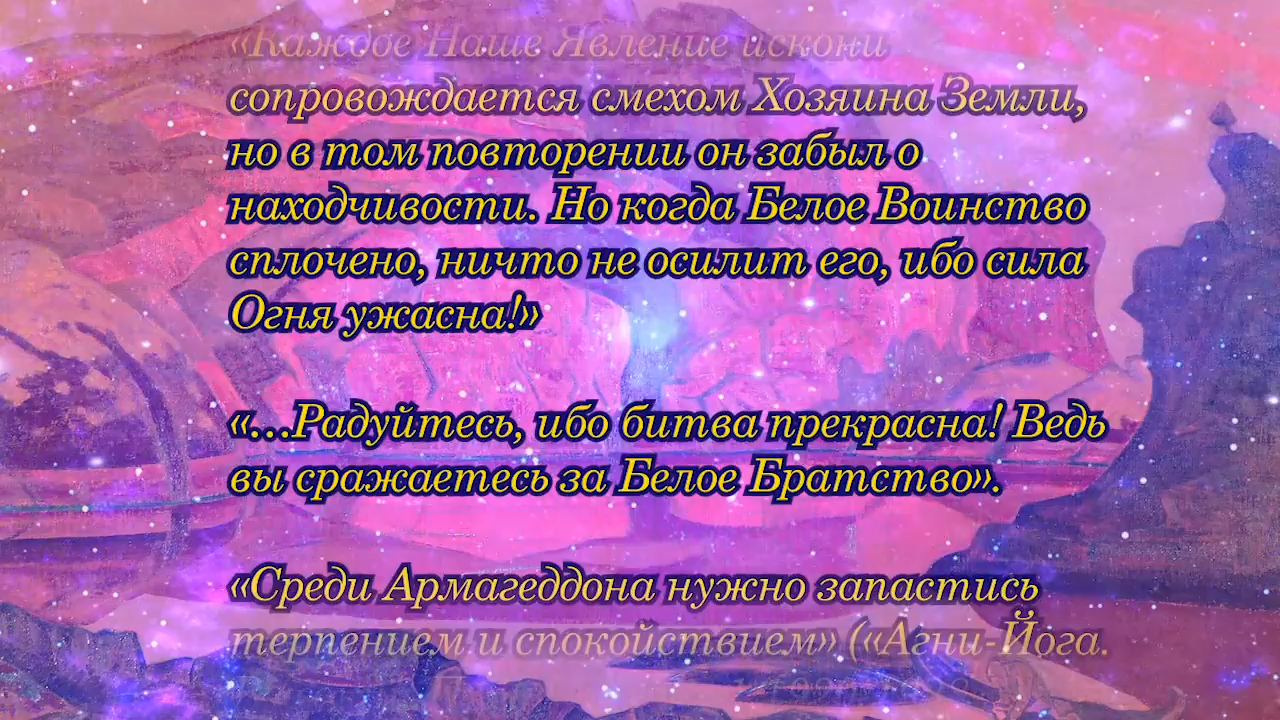 «Каждое Наше Явление искони
сопровождается смехом Хозяина Земли,
но в том повторении он забыл о
находчивости. Но когда Белое Воинство
сплочено, ничто не осилит его, ибо сила
Огня ужасна!»
«…Радуйтесь, ибо битва прекрасна! Ведь
вы сражаетесь за Белое Братство».
«Среди Армагеддона нужно запастись
терпением и спокойствием» («Агни-Йога.